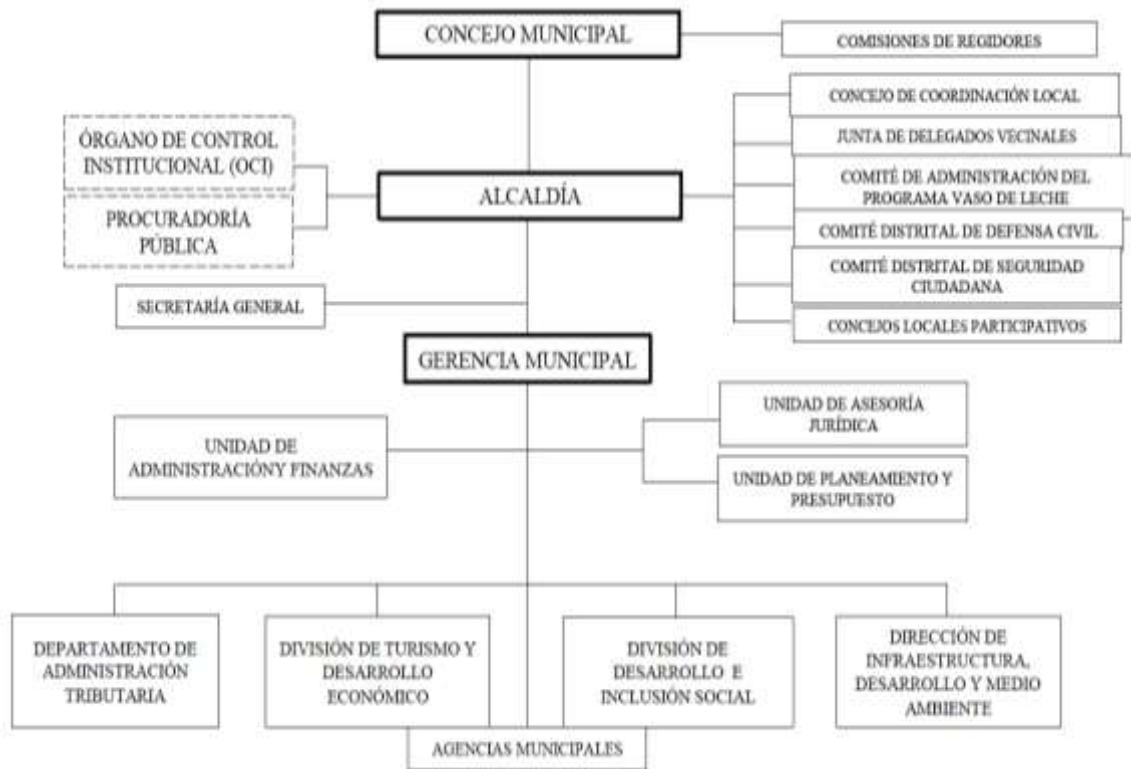 CONCEJO MUNICIPAL
COMISIONES DE REGIDORES
CONCEJO DE COORDINACIÓN LOCAL
JUNTA DE DELEGADOS VECINALES
ÓRGANO DE CONTROL
INSTITUCIONAL (OCI)
COMITÉ DE ADMINISTRACIÓN DEL
PROGRAMA VASO DE LECHE
ALCALDÍA
PROCURADORÍA
PÚBLICA
COMITÉ DISTRITAL DE DEFENSA CIVIL
COMITÉ DISTRITAL DE SEGURIDAD
CIUDADANA
SECRETARÍA GENERAL
CONCEJOS LOCALES PARTICIPATIVOS
GERENCIA MUNICIPAL
UNIDAD DE ASESORÍA
JURÍDICA
UNIDAD DE
ADMINISTRACIÓNY FINANZAS
UNIDAD DE PLANEAMIENTO Y
PRESUPUESTO
DEPARTAMENTO DE
ADMINISTRACIÓN
TRIBUTARIA
DIVISIÓN DE TURISMO Y
DESARROLLO
ECONÓMICO
DIVISIÓN DE
DESARROLLO E
INCLUSIÓN SOCIAL
DIRECCIÓN DE
INFRAESTRUCTURA,
DESARROLLO Y MEDIO
AMBIENTE
AGENCIAS MUNICIPALES